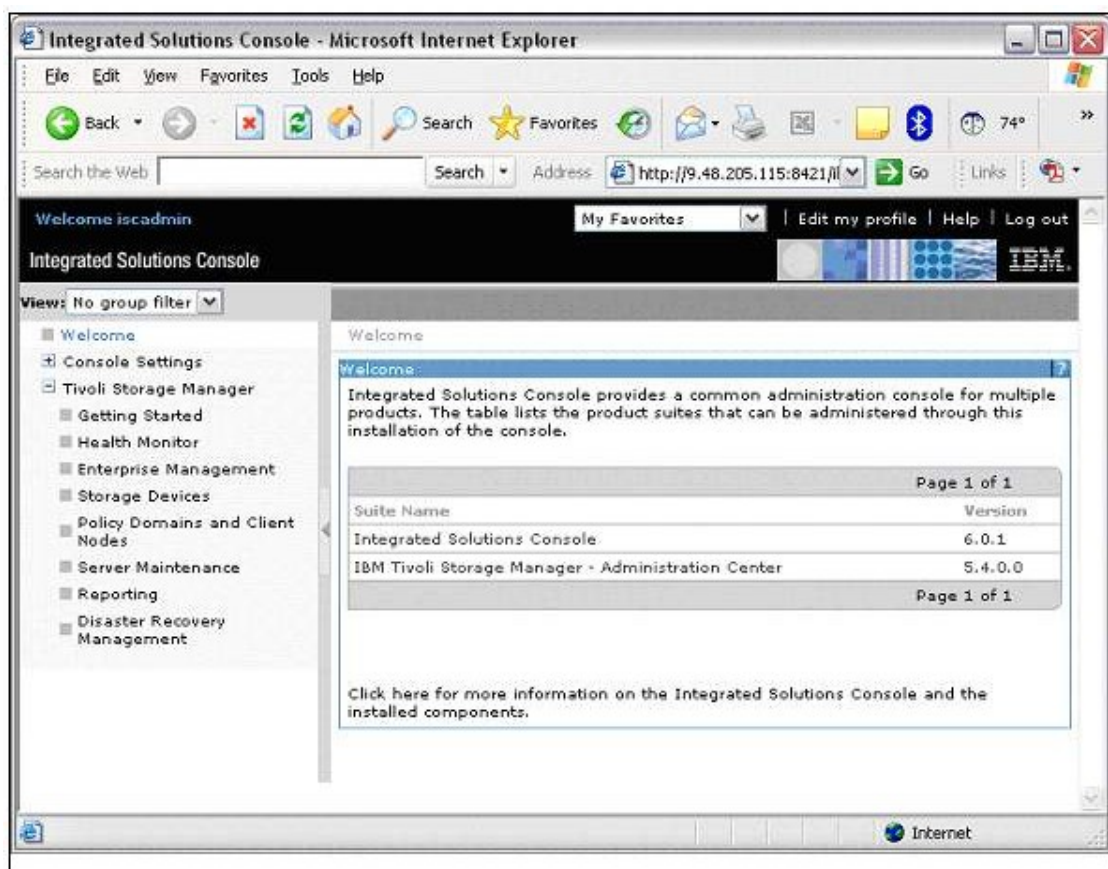 Integrated Solutions Console - Microsoft Internet Explorer
File Edit View Favorites Tools Help
Back Search Favorites 74° »
Search the Web Search Address http://9.48.205.115:8421/ Go Links
Welcome iscadmin My Favorites | Edit my profile | Help | Log out
Integrated Solutions Console IBM.
View: No group filter
Welcome
Console Settings
Tivoli Storage Manager
Getting Started
Health Monitor
Enterprise Management
Storage Devices
Policy Domains and Client
Nodes
Server Maintenance
Reporting
Disaster Recovery
Management
Welcome
Welcome ?
Integrated Solutions Console provides a common administration console for multiple
products. The table lists the product suites that can be administered through this
installation of the console.
Page 1 of 1
Suite Name Version
Integrated Solutions Console 6.0.1
IBM Tivoli Storage Manager - Administration Center 5.4.0.0
Page 1 of 1
Click here for more information on the Integrated Solutions Console and the
installed components.
Internet